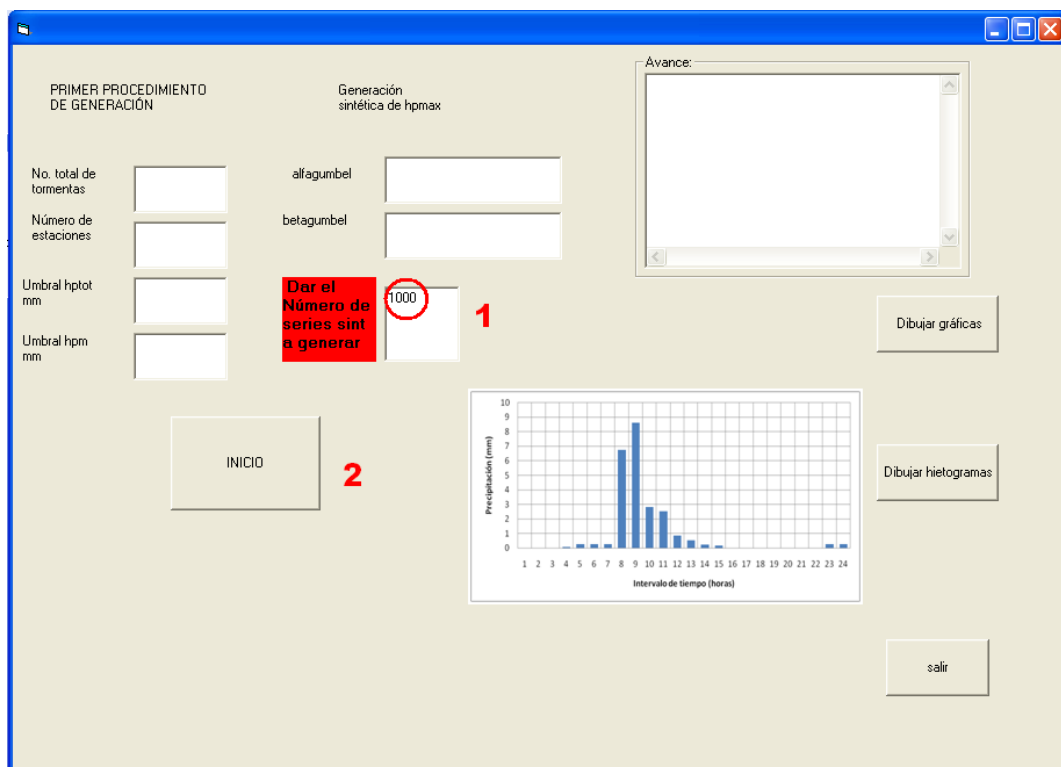 PRIMER PROCEDIMIENTO
DE GENERACIÓN
Generación
sintética de hpmax
Avance:
No. total de
tormentas
alfagumbel
Número de
estaciones
betagumbel
Umbral hptot
mm
Dar el
Número de
series sint
a generar
1000
1
Umbral hpm
mm
Dibujar gráficas
INICIO
2
10
9
8
7
6
5
4
3
2
1
0
Precipitación (mm)
1 2 3 4 5 6 7 8 9 10 11 12 13 14 15 16 17 18 19 20 21 22 23 24
Intervalo de tiempo (horas)
Dibujar hietogramas
salir